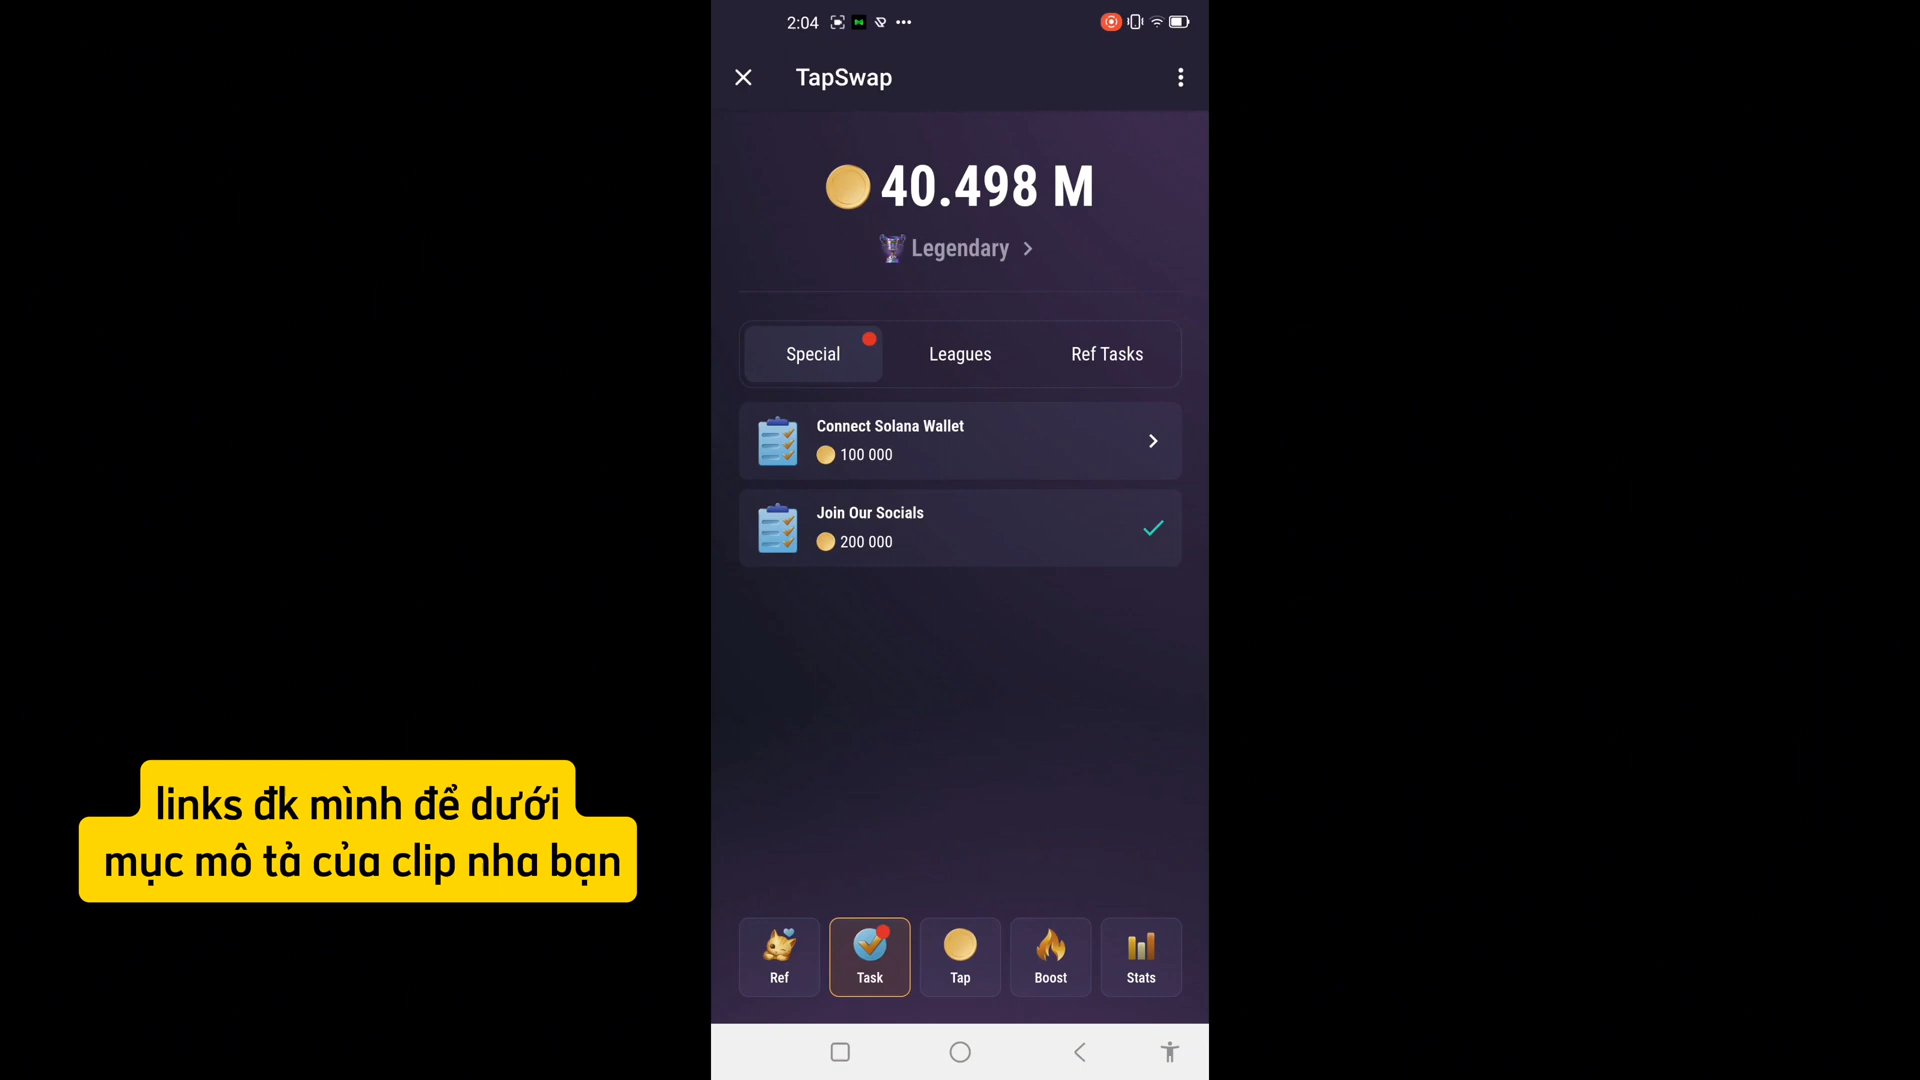 2:04
TapSwap
40.498 M
Legendary
Special
Leagues
Ref Tasks
Connect Solana Wallet
100 000
Join Our Socials
200 000
links đk mình để dưới
mục mô tả của clip nha bạn
Ref
Task
Tap
Boost
Stats